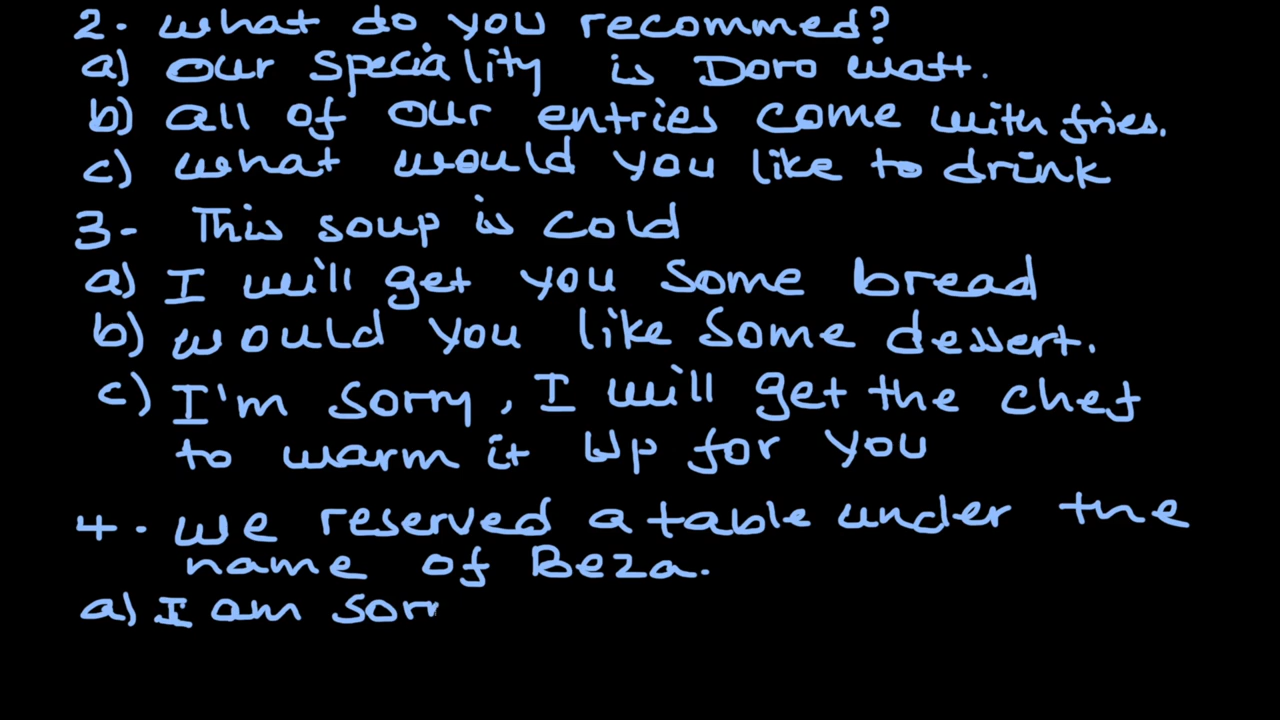 2. what do you recommed?
a) our speciality is Doro watt.
b) all of our entries come with fries.
c) what would you like to drink
3- This soup is cold
a) I will get you some bread
b) would you like some dessert.
c) I'm sorry, I will get the chef
to warm it up for you
4. we reserved a table under the
name of Beza.
a) I am sorr